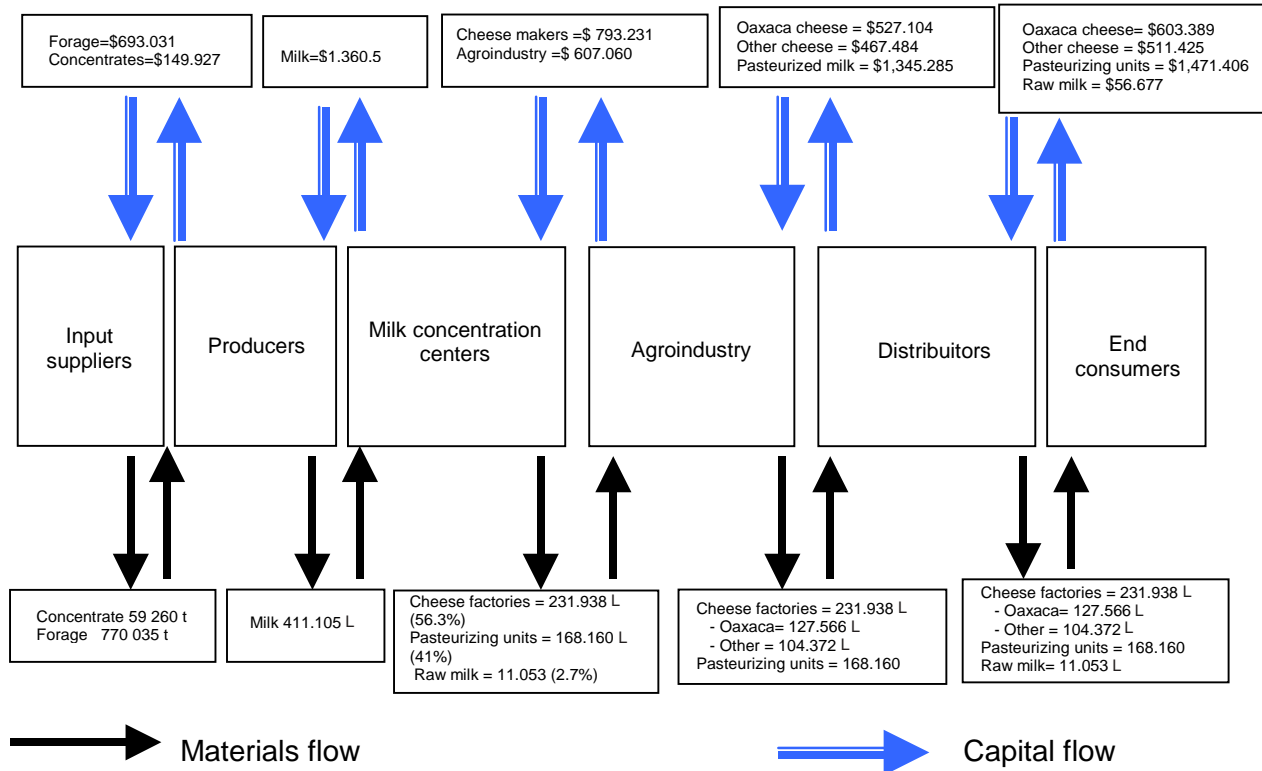 Forage=$693.031
Concentrates=$149.927
Milk=$1.360.5
Cheese makers =$ 793.231
Agroindustry =$ 607.060
Oaxaca cheese=$527.104
Other cheese=$467.484
Pasteurized milk = $1,345.285
Oaxaca cheese= $603.389
Other cheese = $511.425
Pasteurizing units = $1,471.406
Raw milk = $56.677
Input
suppliers
Producers
Milk concentration
centers
Agroindustry
Distribuitors
End
consumers
Concentrate 59 260 t
Forage 770 035 t
Milk 411.105 L
Cheese factories = 231.938 L
(56.3%)
Pasteurizing units = 168.160 L
(41%)
Raw milk = 11.053 (2.7%)
Cheese factories = 231.938 L
- Oaxaca= 127.566 L
- Other = 104.372 L
Pasteurizing units = 168.160
Cheese factories = 231.938 L
- Oaxaca= 127.566 L
- Other = 104.372 L
Pasteurizing units = 168.160
Raw milk= 11.053 L
Materials flow
Capital flow